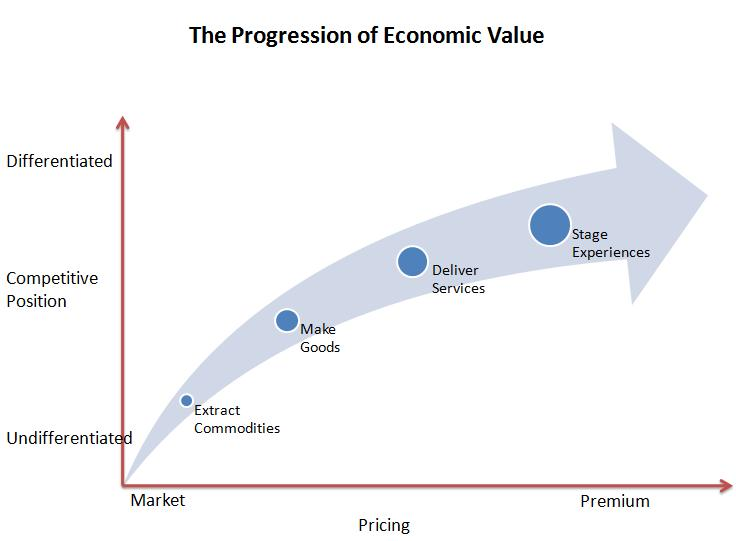 The Progression of Economic Value
Differentiated
Stage
Experiences
Deliver
Services
Competitive
Position
Make
Goods
Extract
Commodities
Undifferentiated
Market
Premium
Pricing